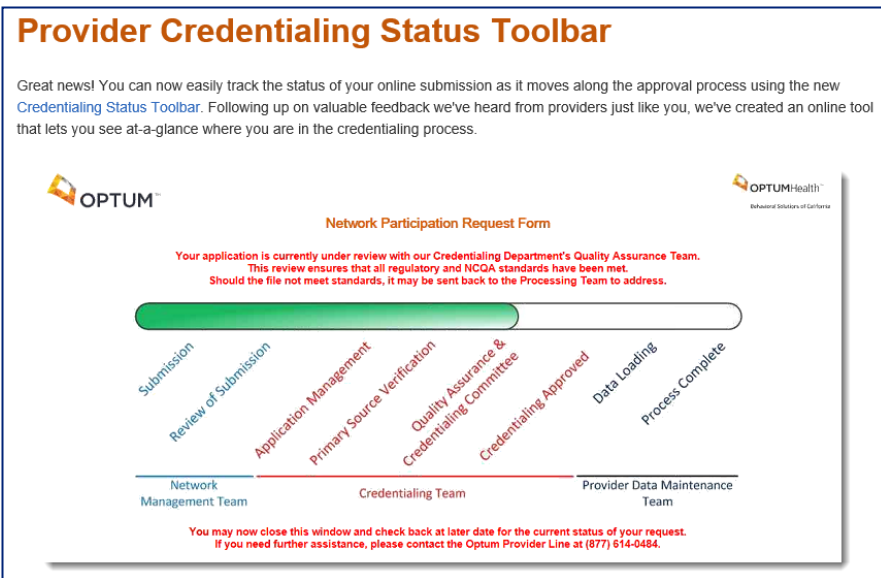 Provider Credentialing Status Toolbar
Great news! You can now easily track the status of your online submission as it moves along the approval process using the new
Credentialing Status Toolbar. Following up on valuable feedback we've heard from providers just like you, we've created an online tool
that lets you see at-a-glance where you are in the credentialing process.
OPTUM™
OPTUMHealth™
Behavioral Solutions of California
Network Participation Request Form
Your application is currently under review with our Credentialing Department's Quality Assurance Team.
This review ensures that all regulatory and NCQA standards have been met.
Should the file not meet standards, it may be sent back to the Processing Team to address.
Submission
Review of Submission
Application Management
Primary Source Verification
Quality Assurance &
Credentialing Committee
Credentialing Approved
Data Loading
Process Complete
Network
Management Team
Credentialing Team
Provider Data Maintenance
Team
You may now close this window and check back at later date for the current status of your request.
If you need further assistance, please contact the Optum Provider Line at (877) 614-0484.